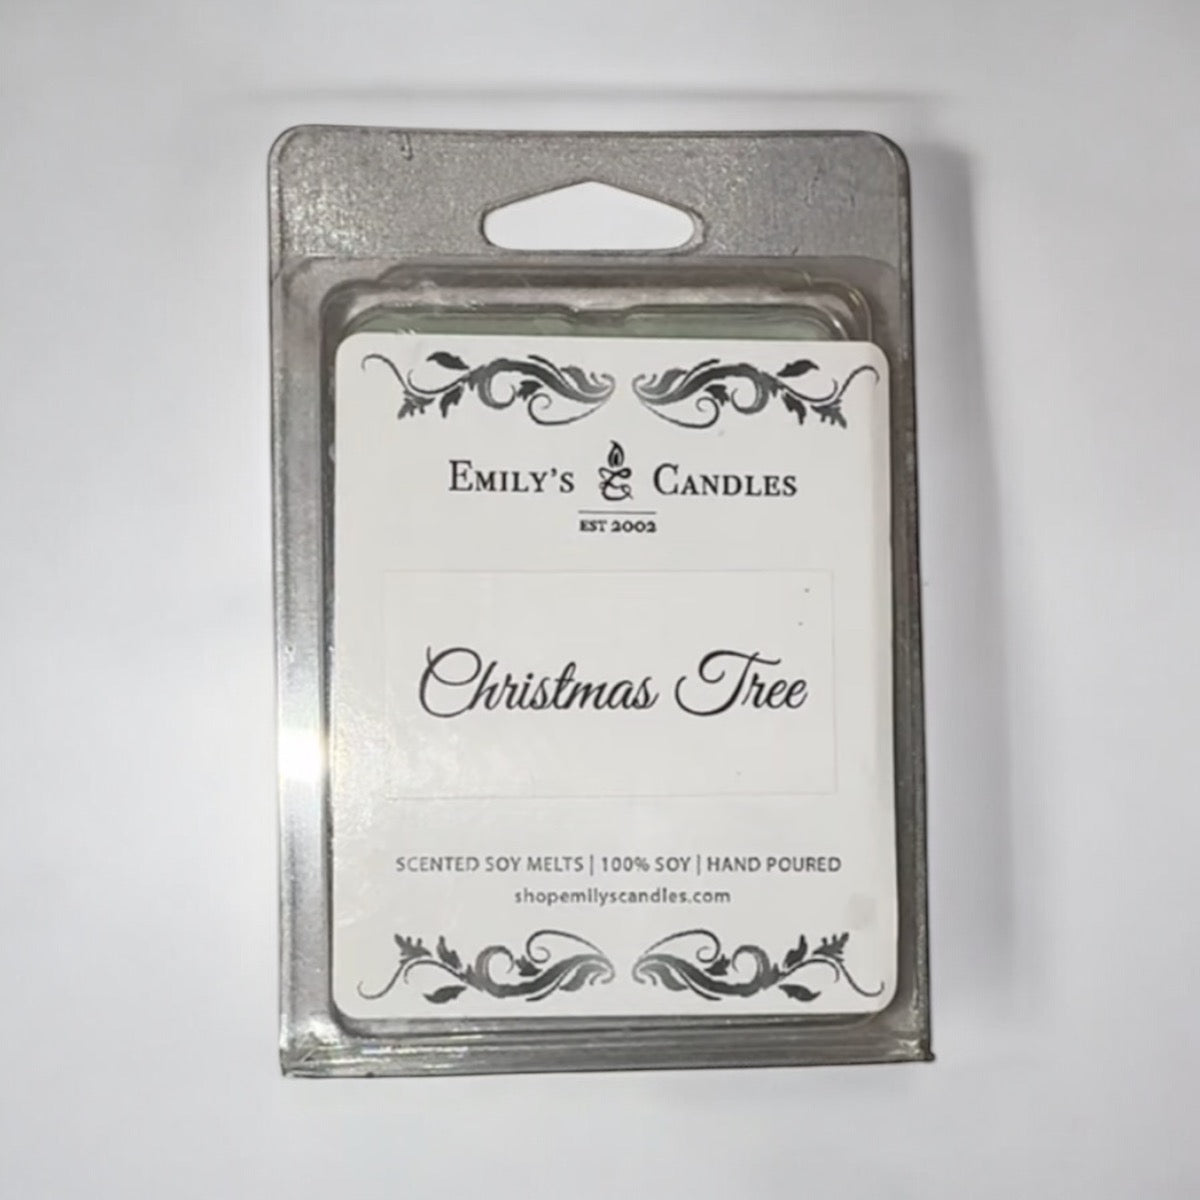 EMILY'S CANDLES
EST 2002
Christmas Tree
SCENTED SOY MELTS | 100% SOY | HAND POURED
shopemilyscandles.com